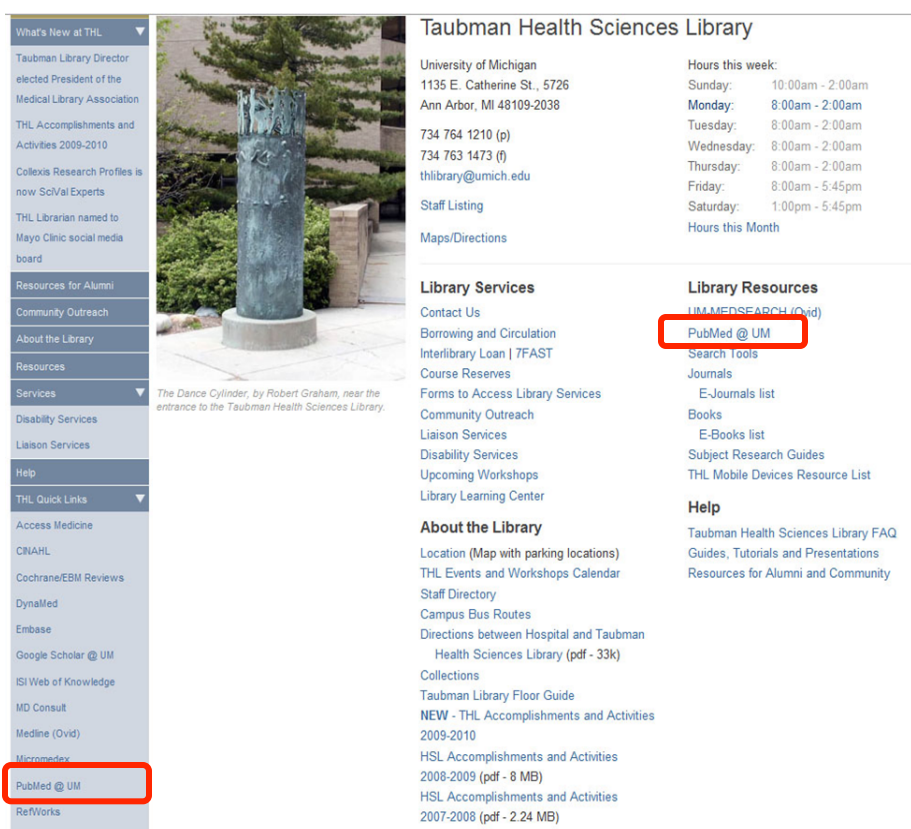 What's New at THL
Taubman Library Director
elected President of the
Medical Library Association
THL Accomplishments and
Activities 2009-2010
Collexis Research Profiles is
now SciVal Experts
THL Librarian named to
Mayo Clinic social media
board
Resources for Alumni
Community Outreach
About the Library
Resources
Services
Disability Services
Liaison Services
Help
THL Quick Links
Access Medicine
CINAHL
Cochrane/EBM Reviews
DynaMed
Embase
Google Scholar @ UM
ISI Web of Knowledge
MD Consult
Medline (Ovid)
Micromedex
PubMed @ UM
RefWorks
The Dance Cylinder, by Robert Graham, near the
entrance to the Taubman Health Sciences Library.
Taubman Health Sciences Library
University of Michigan
1135 E. Catherine St., 5726
Ann Arbor, MI 48109-2038
734 764 1210 (p)
734 763 1473 (f)
thlibrary@umich.edu
Staff Listing
Maps/Directions
Hours this week:
Sunday: 10:00am - 2:00am
Monday: 8:00am - 2:00am
Tuesday: 8:00am - 2:00am
Wednesday: 8:00am - 2:00am
Thursday: 8:00am - 2:00am
Friday: 8:00am - 5:45pm
Saturday: 1:00pm - 5:45pm
Hours this Month
Library Services
Contact Us
Borrowing and Circulation
Interlibrary Loan | 7FAST
Course Reserves
Forms to Access Library Services
Community Outreach
Liaison Services
Disability Services
Upcoming Workshops
Library Learning Center
About the Library
Location (Map with parking locations)
THL Events and Workshops Calendar
Staff Directory
Campus Bus Routes
Directions between Hospital and Taubman
Health Sciences Library (pdf - 33k)
Collections
Taubman Library Floor Guide
NEW - THL Accomplishments and Activities
2009-2010
HSL Accomplishments and Activities
2008-2009 (pdf - 8 MB)
HSL Accomplishments and Activities
2007-2008 (pdf - 2.24 MB)
Library Resources
UM-MEDSEARCH (Ovid)
PubMed @ UM
Search Tools
Journals
E-Journals list
Books
E-Books list
Subject Research Guides
THL Mobile Devices Resource List
Help
Taubman Health Sciences Library FAQ
Guides, Tutorials and Presentations
Resources for Alumni and Community